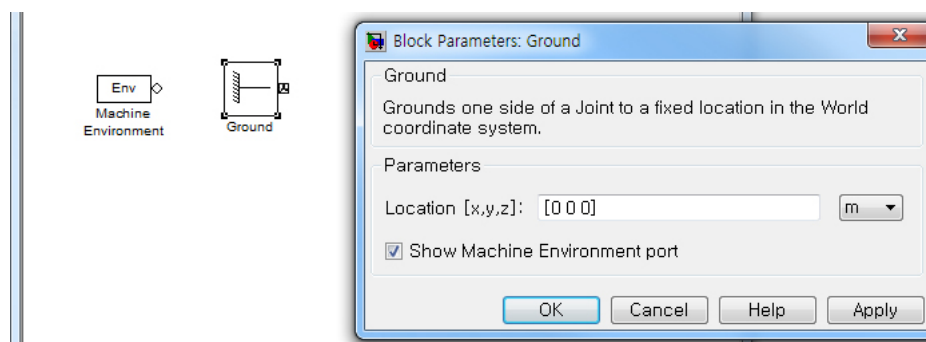 Env
Machine
Environment
Ground
Block Parameters: Ground
Ground
Grounds one side of a Joint to a fixed location in the World
coordinate system.
Parameters
Location [x,y,z]: [0 0 0] m
Show Machine Environment port
OK Cancel Help Apply